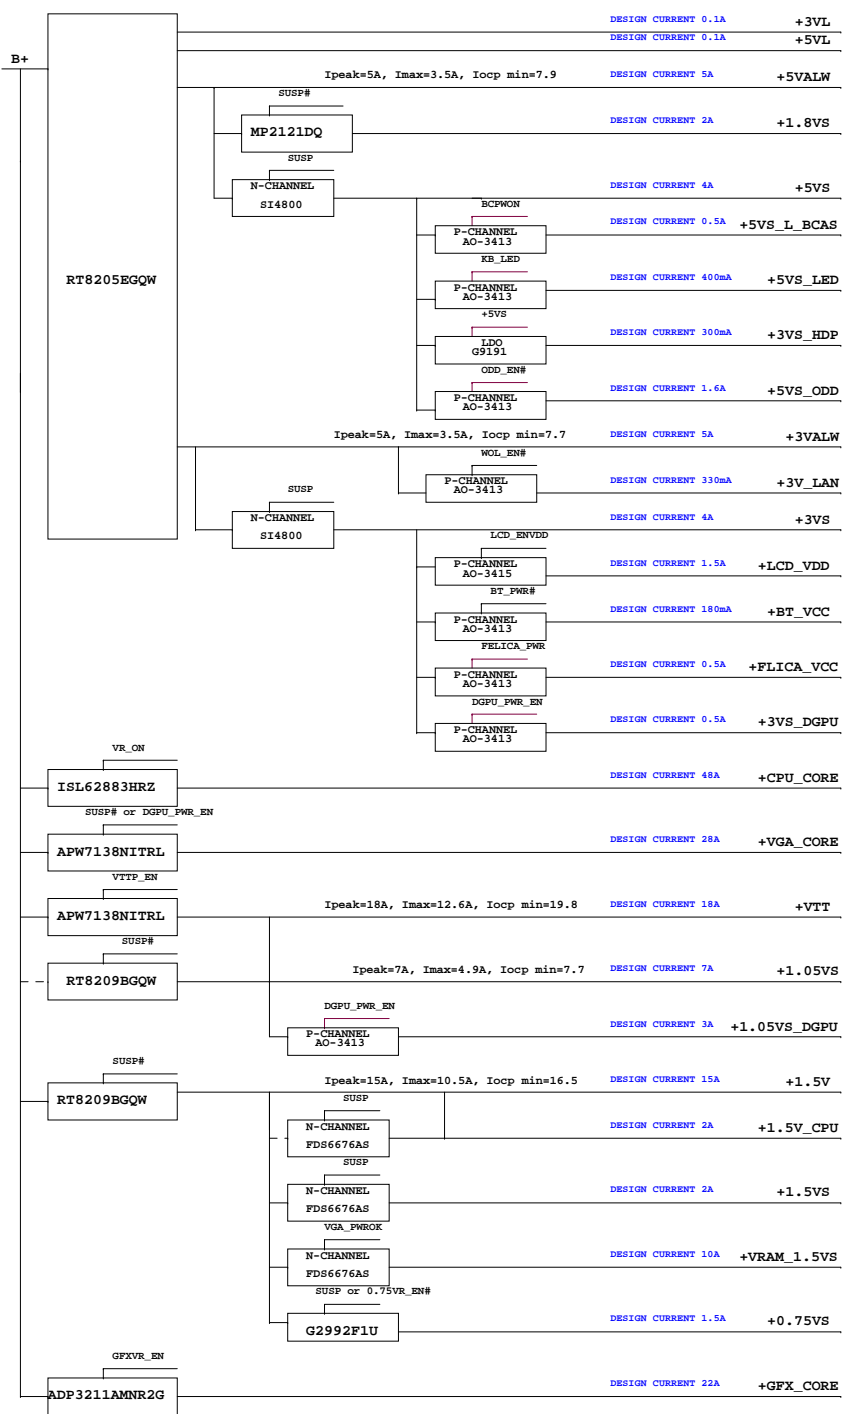 DESIGN CURRENT 0.1A +3VL
DESIGN CURRENT 0.1A +5VL
B+
Ipeak=5A, Imax=3.5A, Iocp min=7.9 DESIGN CURRENT 5A +5VALW
SUSP#
MP2121DQ DESIGN CURRENT 2A +1.8VS
SUSP
N-CHANNEL DESIGN CURRENT 4A +5VS
SI4800
BCPWON
P-CHANNEL DESIGN CURRENT 0.5A +5VS_L_BCAS
AO-3413
KB_LED
RT8205EGQW
P-CHANNEL DESIGN CURRENT 400mA +5VS_LED
AO-3413
+5VS
LDO DESIGN CURRENT 300mA +3VS_HDP
G9191
ODD_EN#
P-CHANNEL DESIGN CURRENT 1.6A +5VS_ODD
AO-3413
Ipeak=5A, Imax=3.5A, Iocp min=7.7 DESIGN CURRENT 5A +3VALW
WOL_EN#
P-CHANNEL DESIGN CURRENT 330mA +3V_LAN
AO-3413
SUSP
N-CHANNEL DESIGN CURRENT 4A +3VS
SI4800
LCD_ENVDD
P-CHANNEL DESIGN CURRENT 1.5A +LCD_VDD
AO-3415
BT_PWR#
P-CHANNEL DESIGN CURRENT 180mA +BT_VCC
AO-3413
FELICA_PWR
P-CHANNEL DESIGN CURRENT 0.5A +FLICA_VCC
AO-3413
DGPU_PWR_EN
P-CHANNEL DESIGN CURRENT 0.5A +3VS_DGPU
AO-3413
VR_ON
ISL62883HRZ DESIGN CURRENT 48A +CPU_CORE
SUSP# or DGPU_PWR_EN
APW7138NITRL DESIGN CURRENT 28A +VGA_CORE
VTTP_EN
APW7138NITRL Ipeak=18A, Imax=12.6A, Iocp min=19.8 DESIGN CURRENT 18A +VTT
SUSP#
RT8209BGQW Ipeak=7A, Imax=4.9A, Iocp min=7.7 DESIGN CURRENT 7A +1.05VS
DGPU_PWR_EN
P-CHANNEL DESIGN CURRENT 3A +1.05VS_DGPU
AO-3413
SUSP#
RT8209BGQW Ipeak=15A, Imax=10.5A, Iocp min=16.5 DESIGN CURRENT 15A +1.5V
SUSP
N-CHANNEL DESIGN CURRENT 2A +1.5V_CPU
FDS6676AS
SUSP
N-CHANNEL DESIGN CURRENT 2A +1.5VS
FDS6676AS
VGA_PWROK
N-CHANNEL DESIGN CURRENT 10A +VRAM_1.5VS
FDS6676AS
SUSP or 0.75VR_EN#
G2992F1U DESIGN CURRENT 1.5A +0.75VS
GFXVR_EN
ADP3211AMNR2G DESIGN CURRENT 22A +GFX_CORE